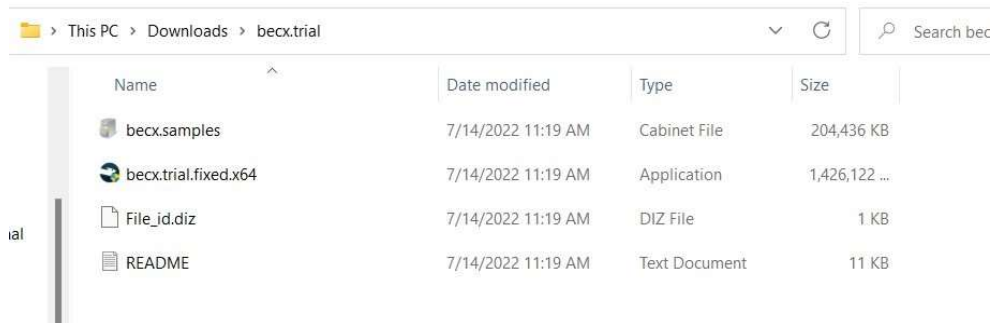 This PC > Downloads > becx.trial Search bec
Name Date modified Type Size
becx.samples 7/14/2022 11:19 AM Cabinet File 204,436 KB
becx.trial.fixed.x64 7/14/2022 11:19 AM Application 1,426,122 ...
File_id.diz 7/14/2022 11:19 AM DIZ File 1 KB
README 7/14/2022 11:19 AM Text Document 11 KB